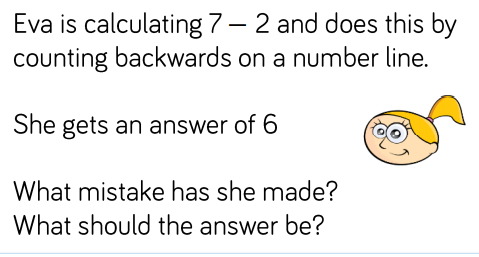 Eva is calculating 7 – 2 and does this by
counting backwards on a number line.
She gets an answer of 6
What mistake has she made?
What should the answer be?